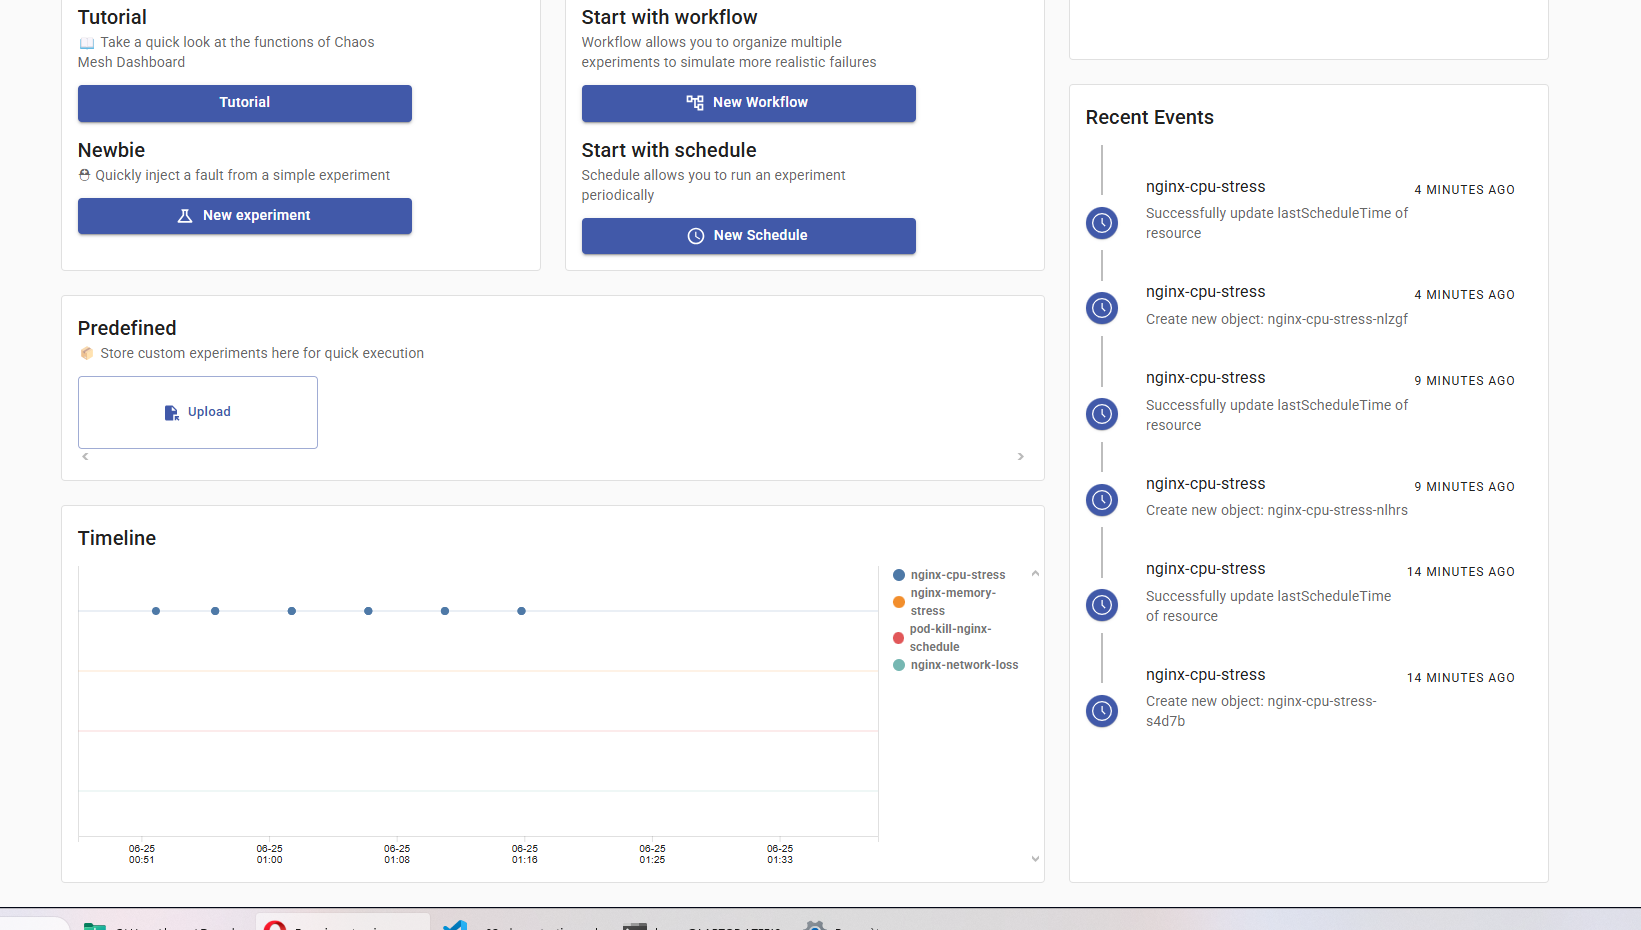 Tutorial
Take a quick look at the functions of Chaos
Mesh Dashboard
Tutorial
Newbie
Quickly inject a fault from a simple experiment
New experiment
Start with workflow
Workflow allows you to organize multiple
experiments to simulate more realistic failures
New Workflow
Start with schedule
Schedule allows you to run an experiment
periodically
New Schedule
Predefined
Store custom experiments here for quick execution
Upload
Timeline
nginx-cpu-stress
nginx-memory-
stress
pod-kill-nginx-
schedule
nginx-network-loss
06-25 06-25 06-25 06-25 06-25 06-25
00:51 01:00 01:08 01:16 01:25 01:33
Recent Events
nginx-cpu-stress 4 MINUTES AGO
Successfully update lastScheduleTime of
resource
nginx-cpu-stress 4 MINUTES AGO
Create new object: nginx-cpu-stress-nlzgf
nginx-cpu-stress 9 MINUTES AGO
Successfully update lastScheduleTime of
resource
nginx-cpu-stress 9 MINUTES AGO
Create new object: nginx-cpu-stress-nlhrs
nginx-cpu-stress 14 MINUTES AGO
Successfully update lastScheduleTime
of resource
nginx-cpu-stress 14 MINUTES AGO
Create new object: nginx-cpu-stress-
s4d7b